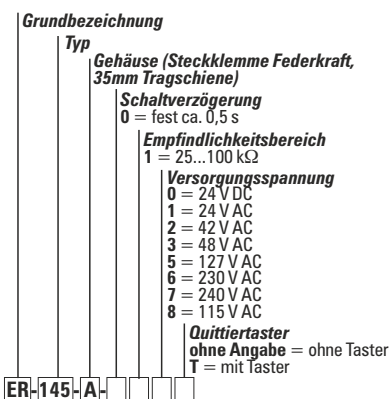 Grundbezeichnung
Typ
Gehäuse (Steckklemme Federkraft,
35mm Tragschiene)
Schaltverzögerung
0 = fest ca. 0,5 s
Empfindlichkeitsbereich
1 = 25...100 kΩ
Versorgungsspannung
0 = 24 V DC
1 = 24 V AC
2 = 42 V AC
3 = 48 V AC
5 = 127 V AC
6 = 230 V AC
7 = 240 V AC
8 = 115 V AC
Quittiertaster
ohne Angabe = ohne Taster
T = mit Taster
ER-145-A-